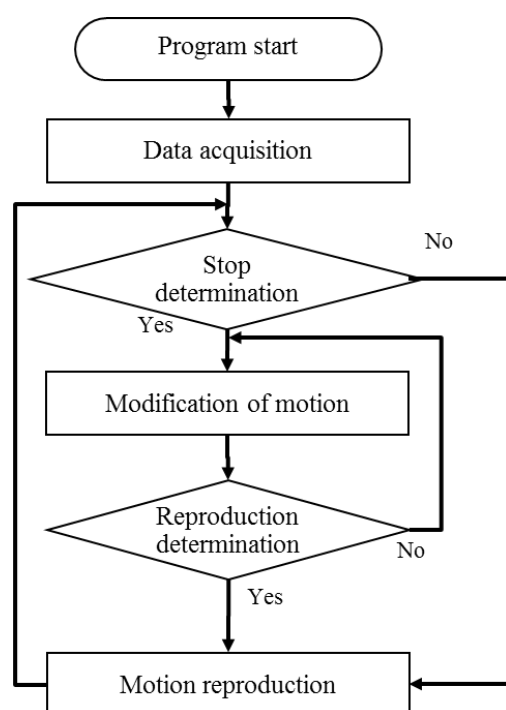 Program start
Data acquisition
No
Stop
determination
Yes
Modification of motion
Reproduction
determination
No
Yes
Motion reproduction